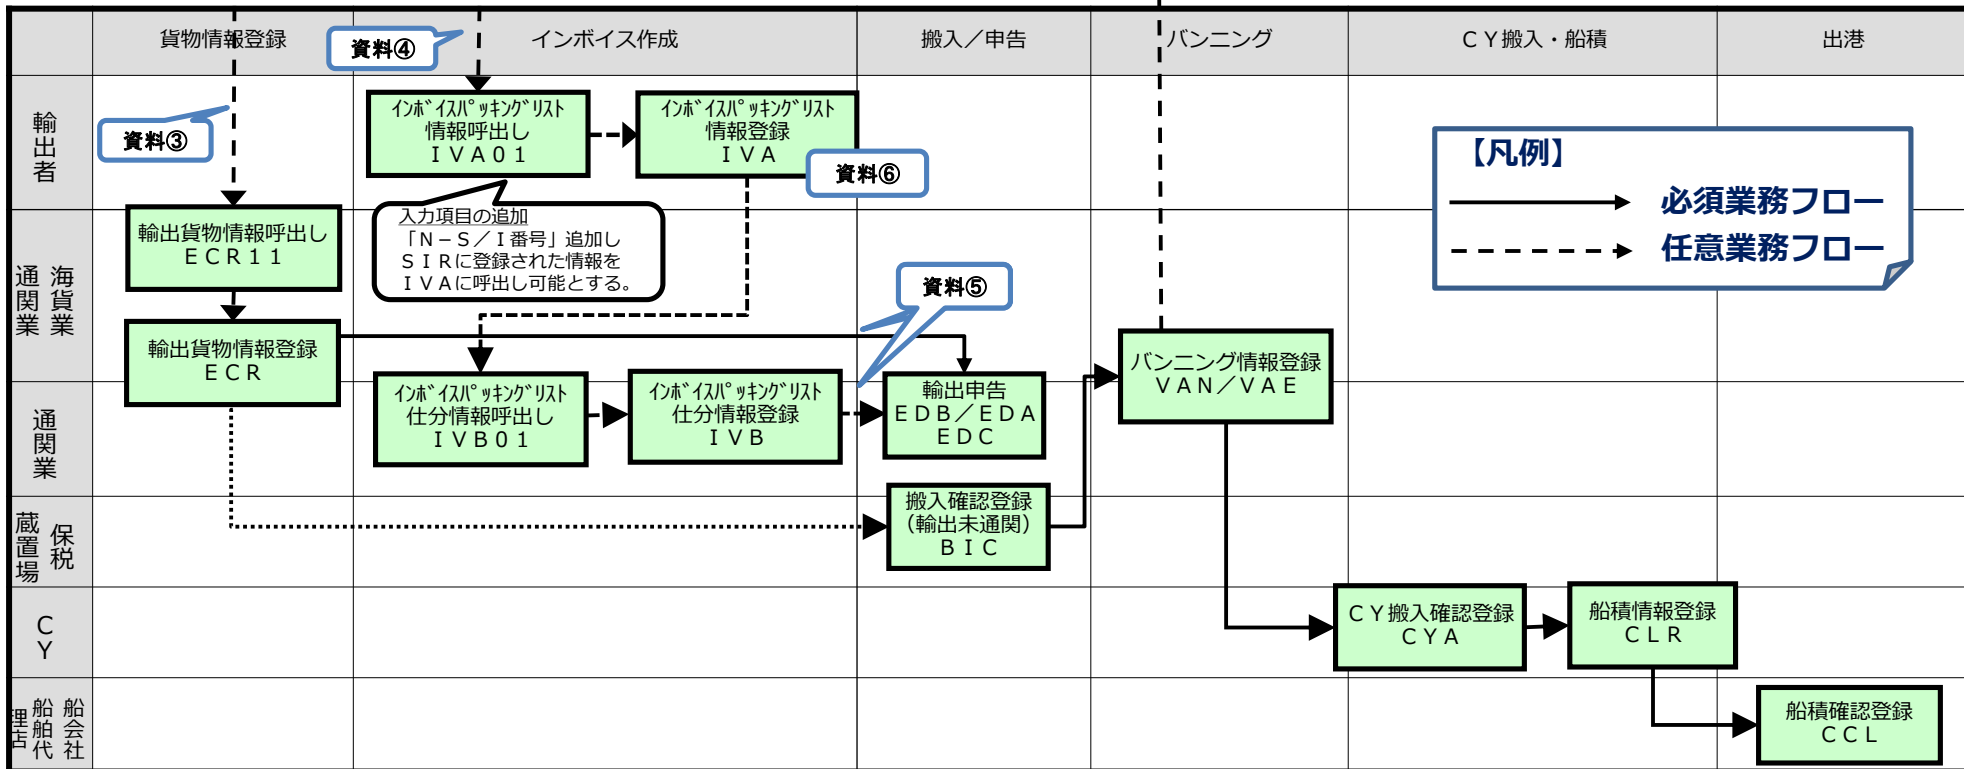 貨物情報登録
インボイス作成
搬入／申告
バンニング
ＣＹ搬入・船積
出港
資料④
輸出者
資料③
ｲﾝﾎﾞｲｽﾊﾟｯｷﾝｸﾞﾘｽﾄ
情報呼出し
ＩＶＡ０１
ｲﾝﾎﾞｲｽﾊﾟｯｷﾝｸﾞﾘｽﾄ
情報登録
ＩＶＡ
資料⑥
【凡例】
必須業務フロー
任意業務フロー
海貨業
通関業
輸出貨物情報呼出し
ＥＣＲ１１
入力項目の追加
「Ｎ－Ｓ／Ｉ番号」追加し
ＳＩＲに登録された情報を
ＩＶＡに呼出し可能とする。
資料⑤
輸出貨物情報登録
ＥＣＲ
バンニング情報登録
ＶＡＮ／ＶＡＥ
通関業
ｲﾝﾎﾞｲｽﾊﾟｯｷﾝｸﾞﾘｽﾄ
仕分情報呼出し
ＩＶＢ０１
ｲﾝﾎﾞｲｽﾊﾟｯｷﾝｸﾞﾘｽﾄ
仕分情報登録
ＩＶＢ
輸出申告
ＥＤＢ／ＥＤＡ
ＥＤＣ
保税
蔵置場
搬入確認登録
（輸出未通関）
ＢＩＣ
ＣＹ
ＣＹ搬入確認登録
ＣＹＡ
船積情報登録
ＣＬＲ
船会社
船舶代
理店
船積確認登録
ＣＣＬ